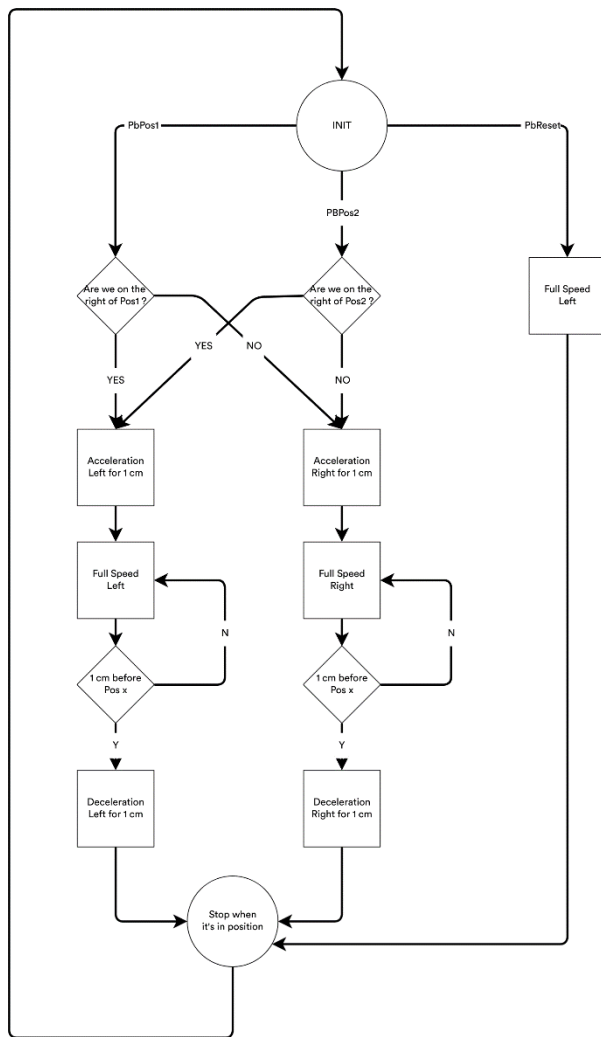 INIT
PbPos1
PbReset
PBPos2
Are we on the
right of Pos1 ?
Are we on the
right of Pos2 ?
Full Speed
Left
YES
NO
YES
NO
Acceleration
Left for 1 cm
Acceleration
Right for 1 cm
Full Speed
Left
Full Speed
Right
N
N
1 cm before
Pos x
1 cm before
Pos x
Y
Y
Deceleration
Left for 1 cm
Deceleration
Right for 1 cm
Stop when
it's in position